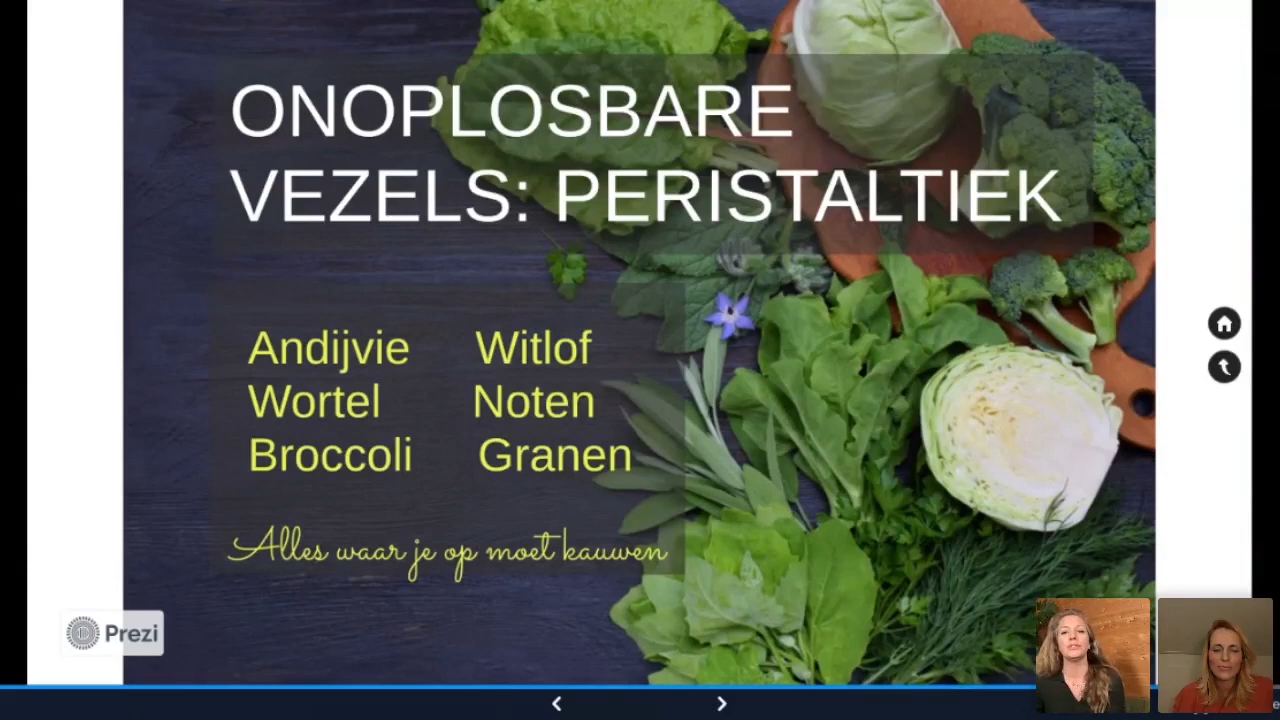 ONOPLOSBARE
VEZELS: PERISTALTIEK
Andijvie Witlof
Wortel Noten
Broccoli Granen
Alles waar je op moet kauwen
Prezi